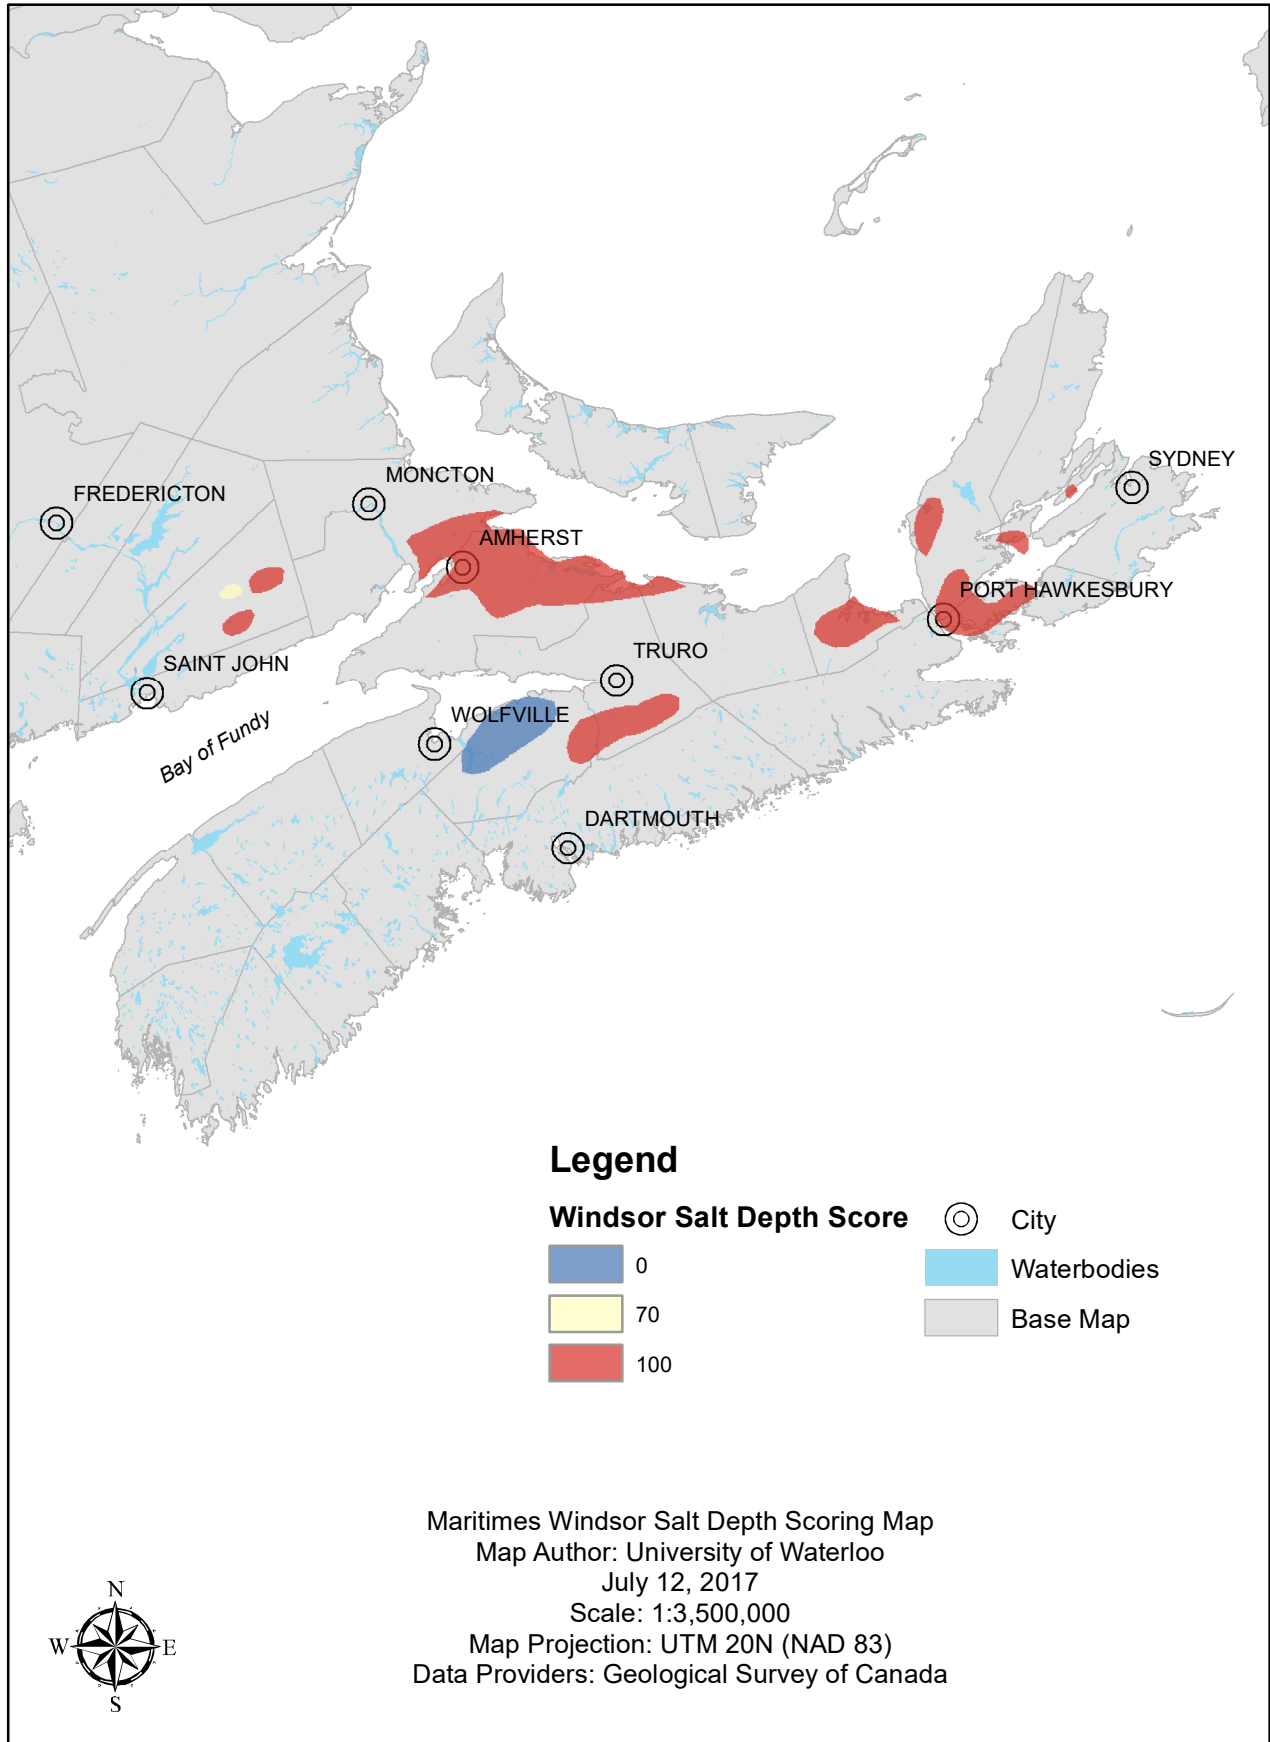 SYDNEY
MONCTON
FREDERICTON
AMHERST
PORT HAWKESBURY
TRURO
SAINT JOHN
WOLFVILLE
Bay of Fundy
DARTMOUTH
Legend
Windsor Salt Depth Score
0
70
100
City
Waterbodies
Base Map
Maritimes Windsor Salt Depth Scoring Map
Map Author: University of Waterloo
July 12, 2017
Scale: 1:3,500,000
Map Projection: UTM 20N (NAD 83)
Data Providers: Geological Survey of Canada
N
W E
S